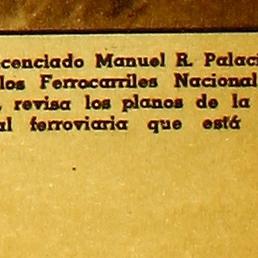 cenciado Manuel R. Palaci
los Ferrocarriles Nacional
, revisa los planos de la
al ferroviaria que está